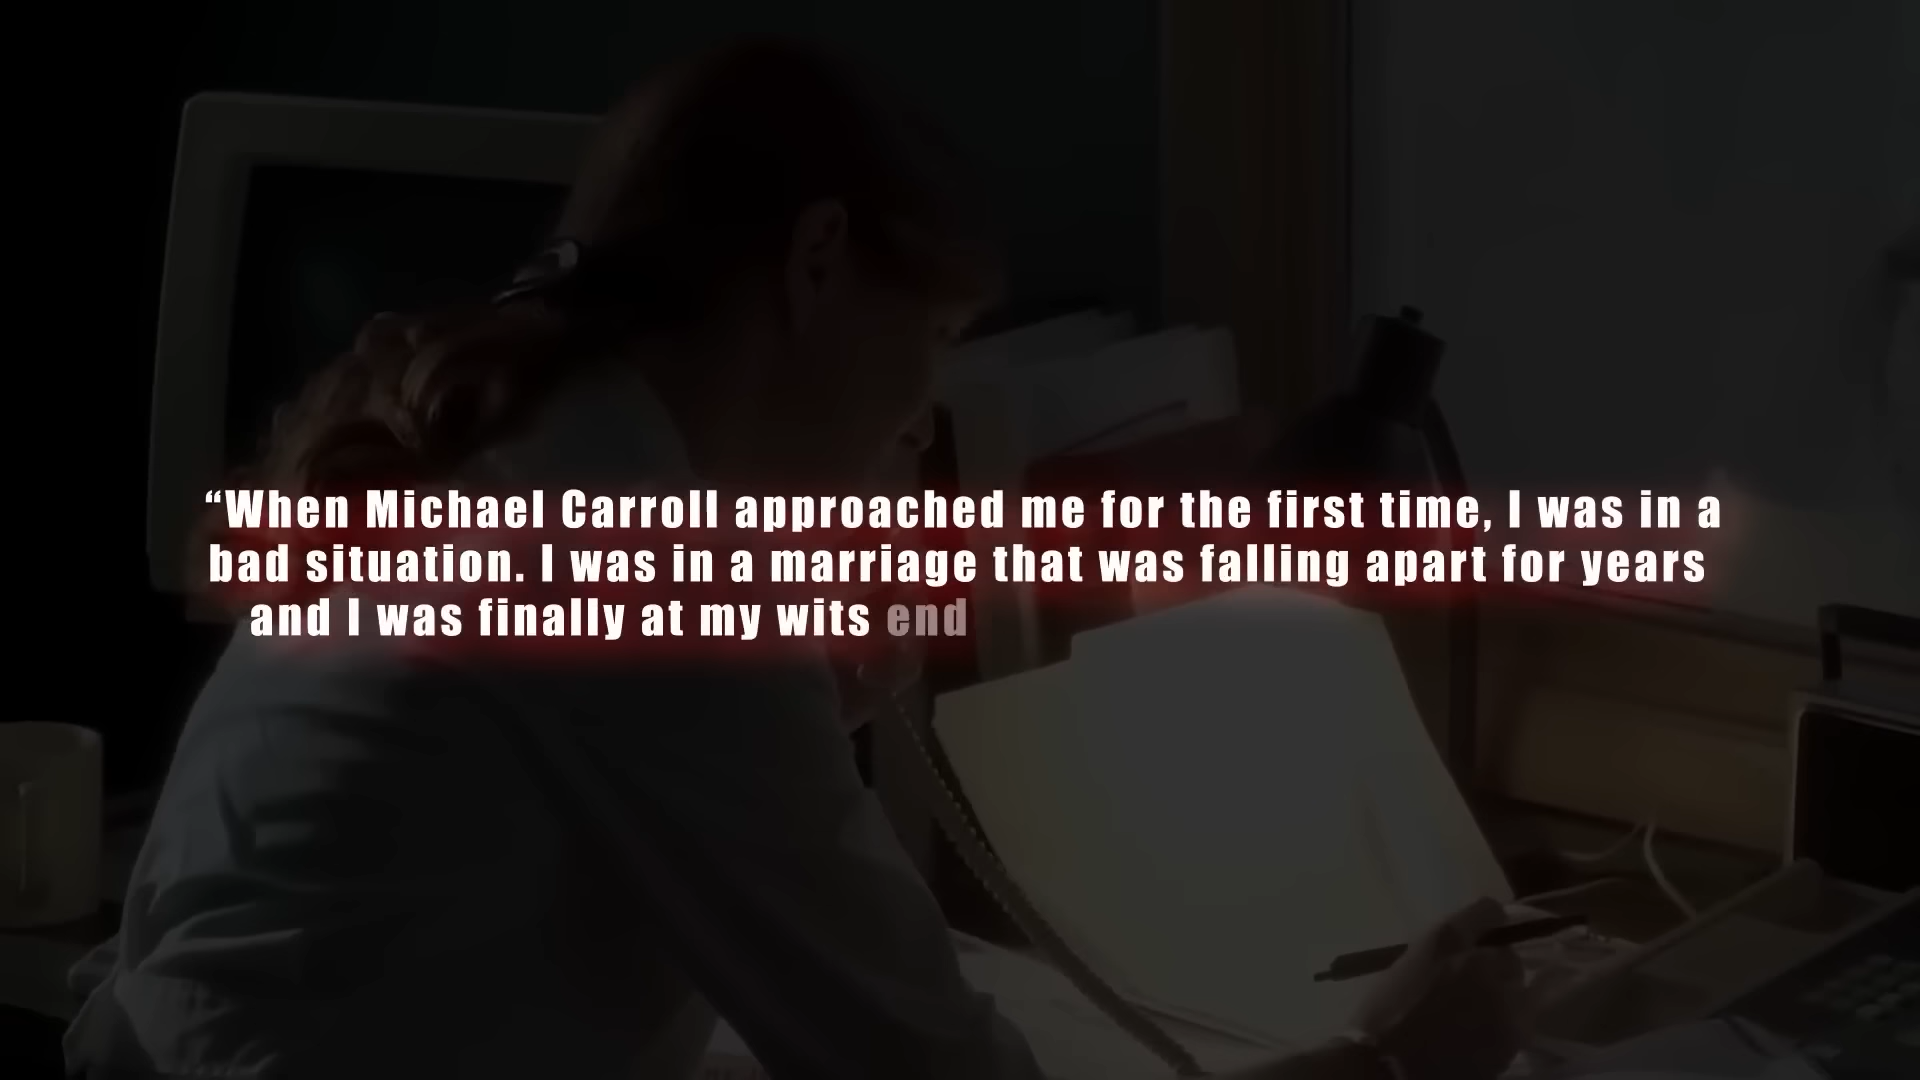 “When Michael Carroll approached me for the first time, I was in a
bad situation. I was in a marriage that was falling apart for years
and I was finally at my wits end